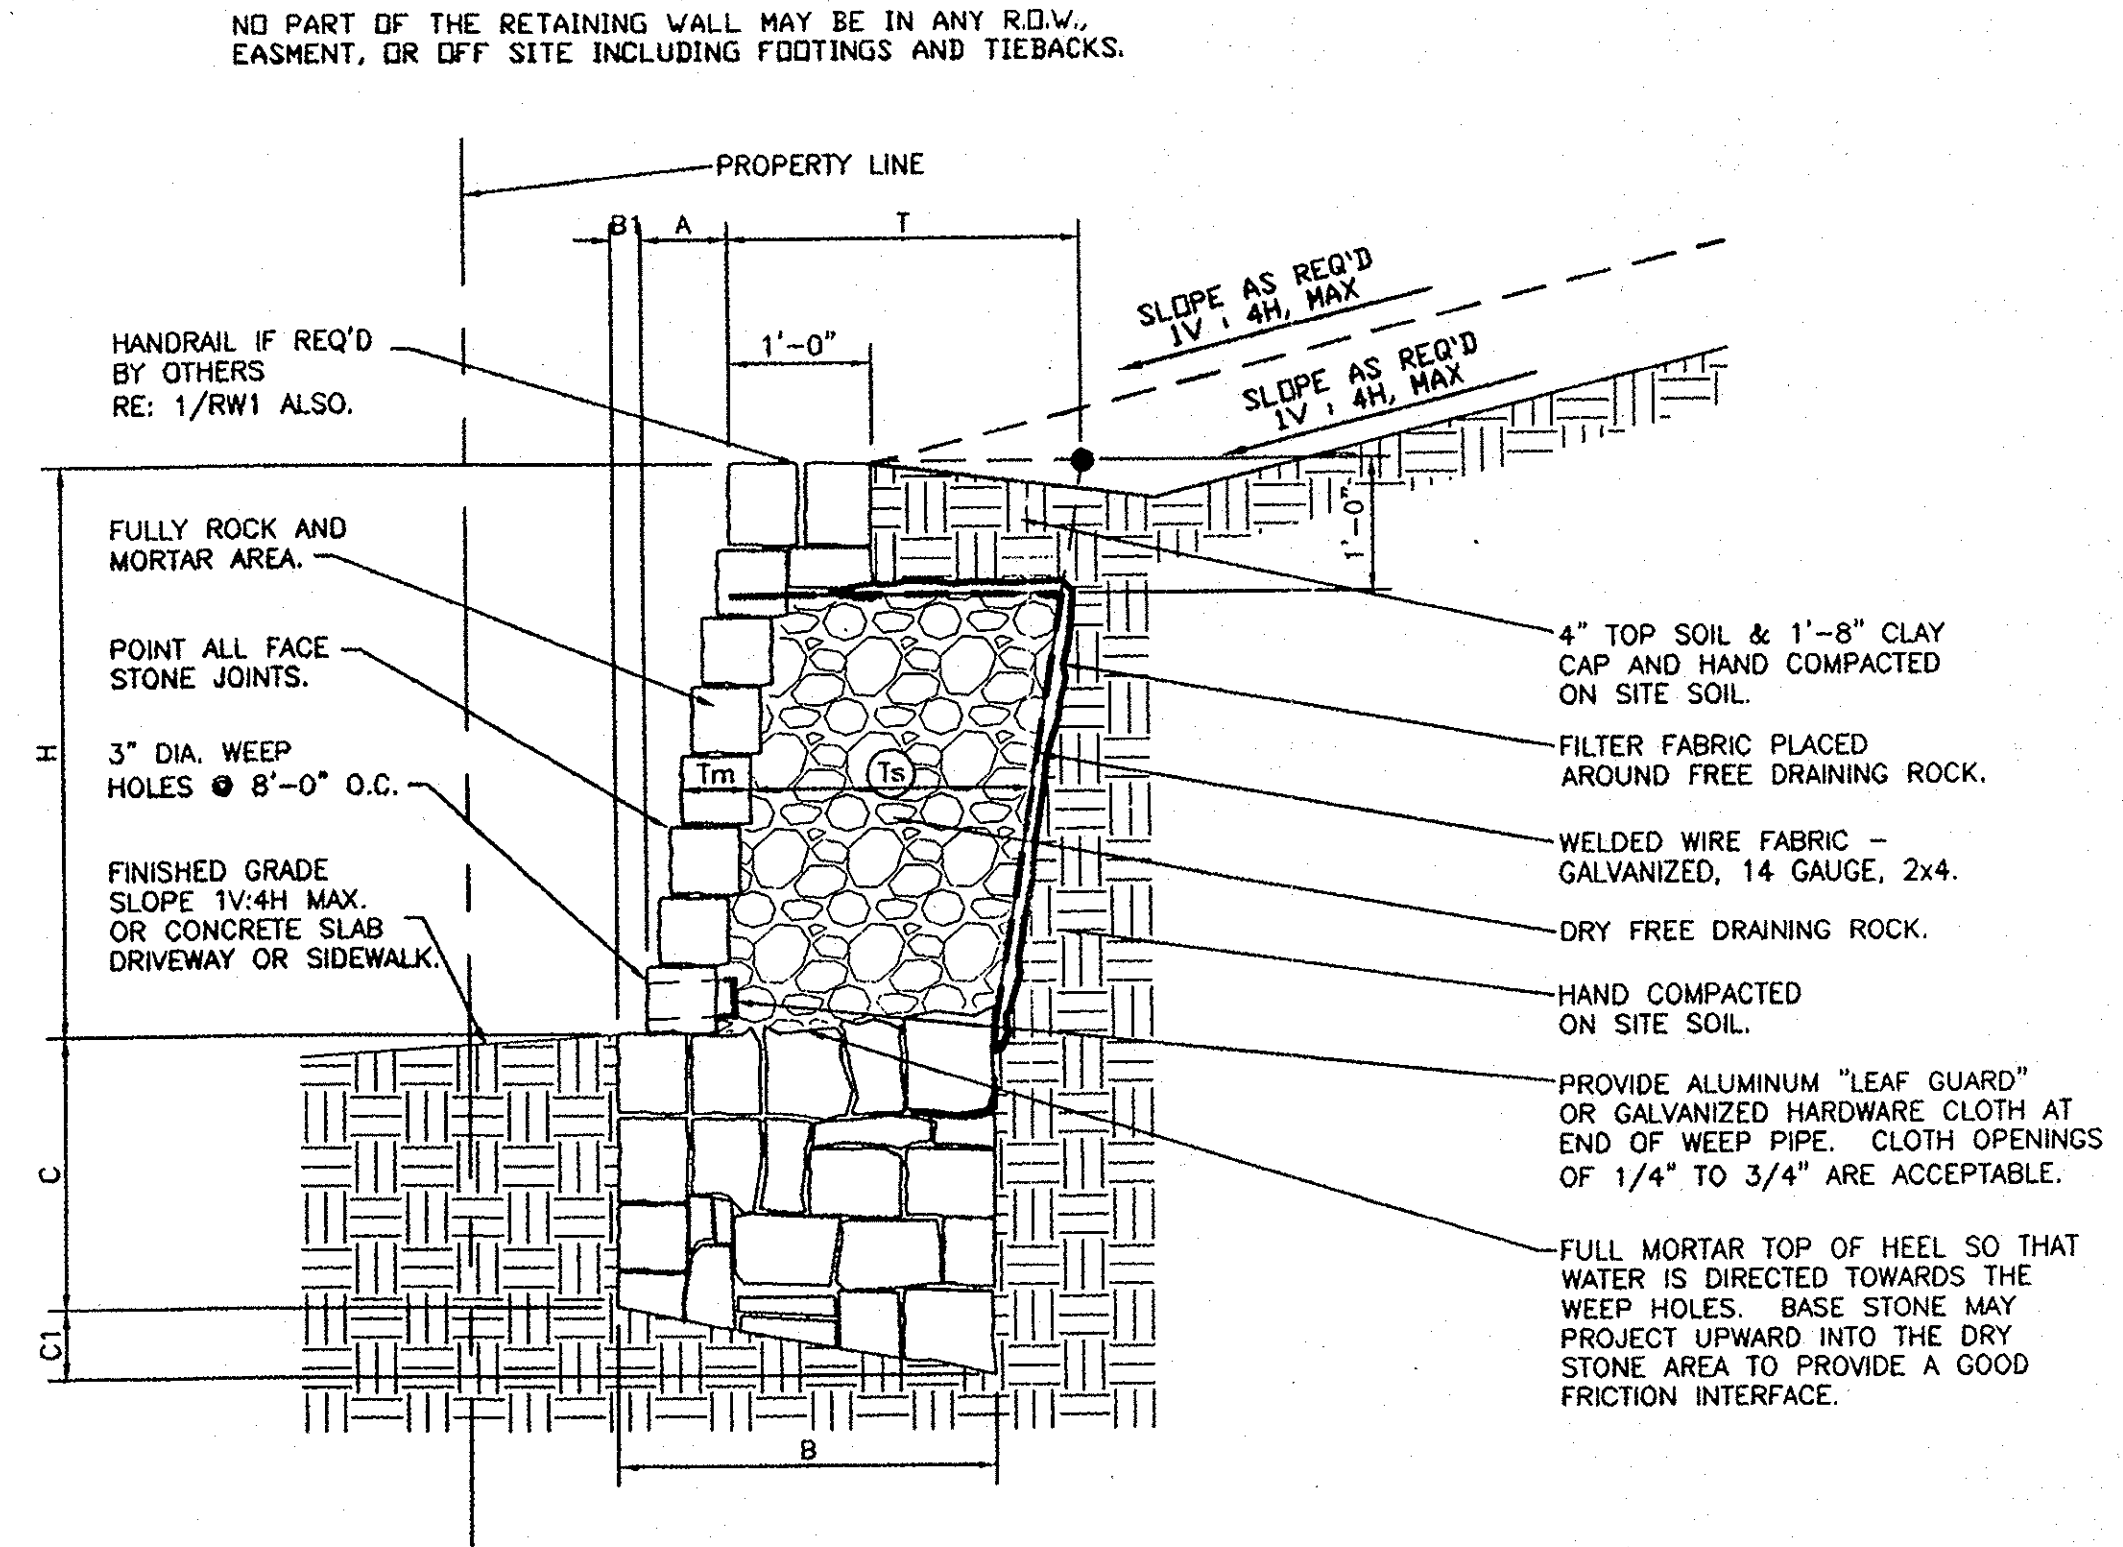 NO PART OF THE RETAINING WALL MAY BE IN ANY R.O.W.,
EASMENT, OR OFF SITE INCLUDING FOOTINGS AND TIEBACKS.
PROPERTY LINE
B1
A
T
SLOPE AS REQ'D
1V : 4H, MAX
SLOPE AS REQ'D
1V : 4H, MAX
1'-0"
HANDRAIL IF REQ'D
BY OTHERS
RE: 1/RW1 ALSO.
FULLY ROCK AND
MORTAR AREA.
1'-0"
POINT ALL FACE
STONE JOINTS.
3" DIA. WEEP
HOLES @ 8'-0" O.C.
FINISHED GRADE
SLOPE 1V:4H MAX.
OR CONCRETE SLAB
DRIVEWAY OR SIDEWALK.
H
C
C1
Tm
Ts
B
4" TOP SOIL & 1'-8" CLAY
CAP AND HAND COMPACTED
ON SITE SOIL.
FILTER FABRIC PLACED
AROUND FREE DRAINING ROCK.
WELDED WIRE FABRIC -
GALVANIZED, 14 GAUGE, 2x4.
DRY FREE DRAINING ROCK.
HAND COMPACTED
ON SITE SOIL.
PROVIDE ALUMINUM "LEAF GUARD"
OR GALVANIZED HARDWARE CLOTH AT
END OF WEEP PIPE. CLOTH OPENINGS
OF 1/4" TO 3/4" ARE ACCEPTABLE.
FULL MORTAR TOP OF HEEL SO THAT
WATER IS DIRECTED TOWARDS THE
WEEP HOLES. BASE STONE MAY
PROJECT UPWARD INTO THE DRY
STONE AREA TO PROVIDE A GOOD
FRICTION INTERFACE.